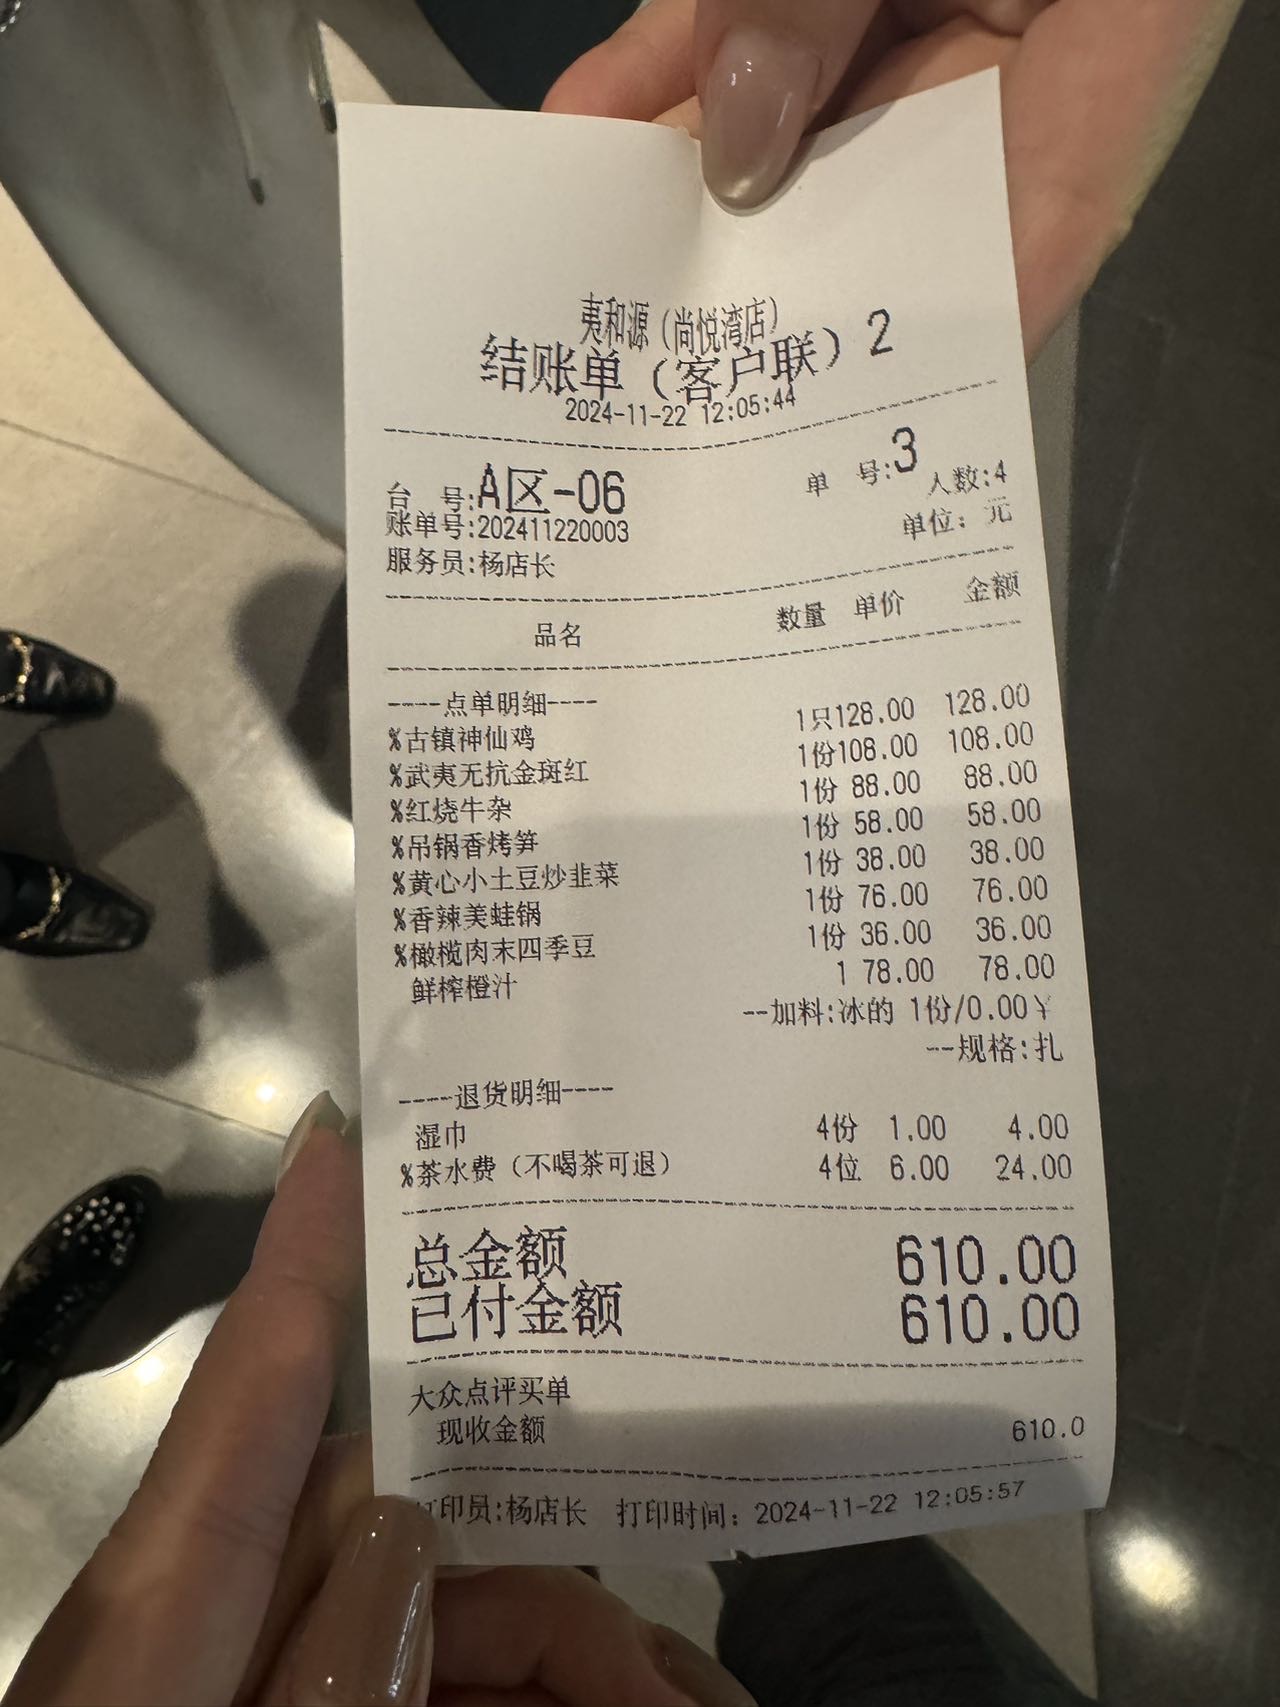 夷和源（尚悦湾店）
结账单（客户联）2
2024-11-22 12:05:44
台 号:A区-06 单 号:3
账单号:202411220003 人数:4
服务员:杨店长 单位：元
品名 数量 单价 金额
----点单明细----
%古镇神仙鸡 1只128.00 128.00
%武夷无抗金斑红 1份108.00 108.00
%红烧牛杂 1份 88.00 88.00
%吊锅香烤笋 1份 58.00 58.00
%黄心小土豆炒韭菜 1份 38.00 38.00
%香辣美蛙锅 1份 76.00 76.00
%橄榄肉末四季豆 1份 36.00 36.00
鲜榨橙汁 1 78.00 78.00
--加料:冰的 1份/0.00¥
--规格:扎
----退货明细----
湿巾 4份 1.00 4.00
%茶水费（不喝茶可退） 4位 6.00 24.00
总金额 610.00
已付金额 610.00
大众点评买单
现收金额 610.0
打印员:杨店长 打印时间：2024-11-22 12:05:57